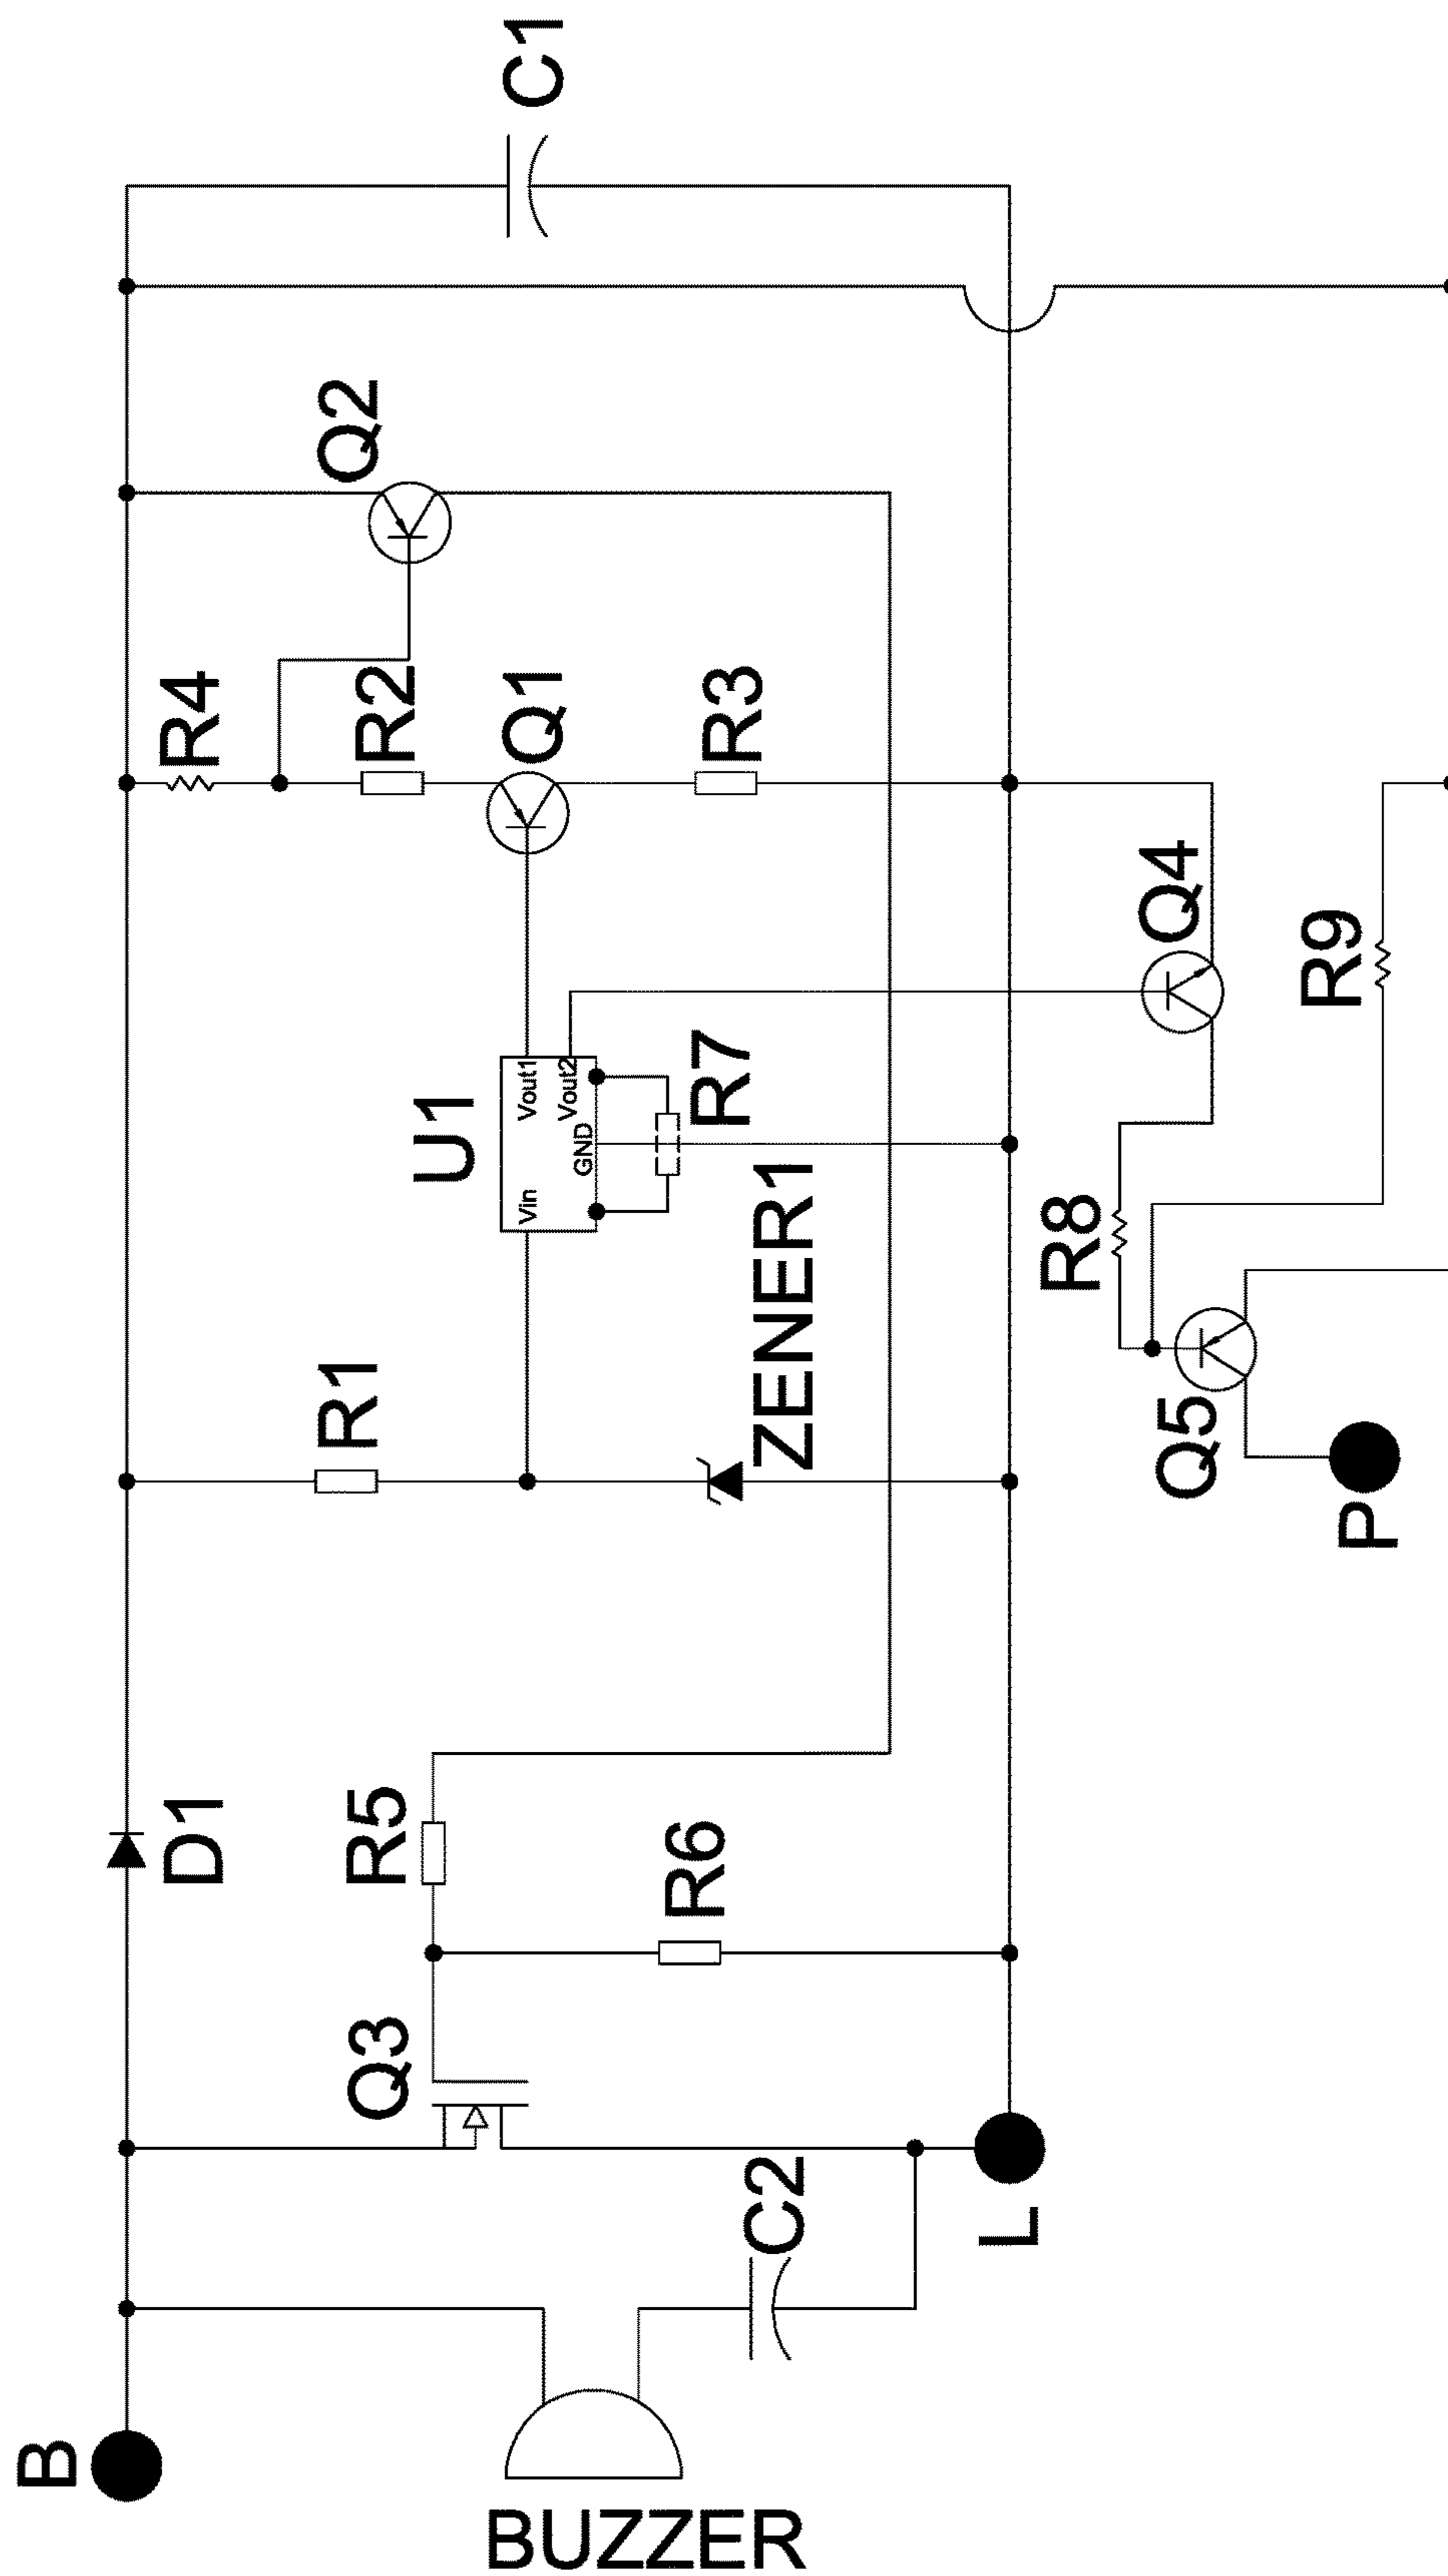 C1
Q2
R4
R2
Q1
R3
Q4
R9
U1
Vout1
Vout2
GND
Vin
R7
R8
R1
ZENER1
Q5
P
D1
R5
R6
Q3
C2
L
B
BUZZER